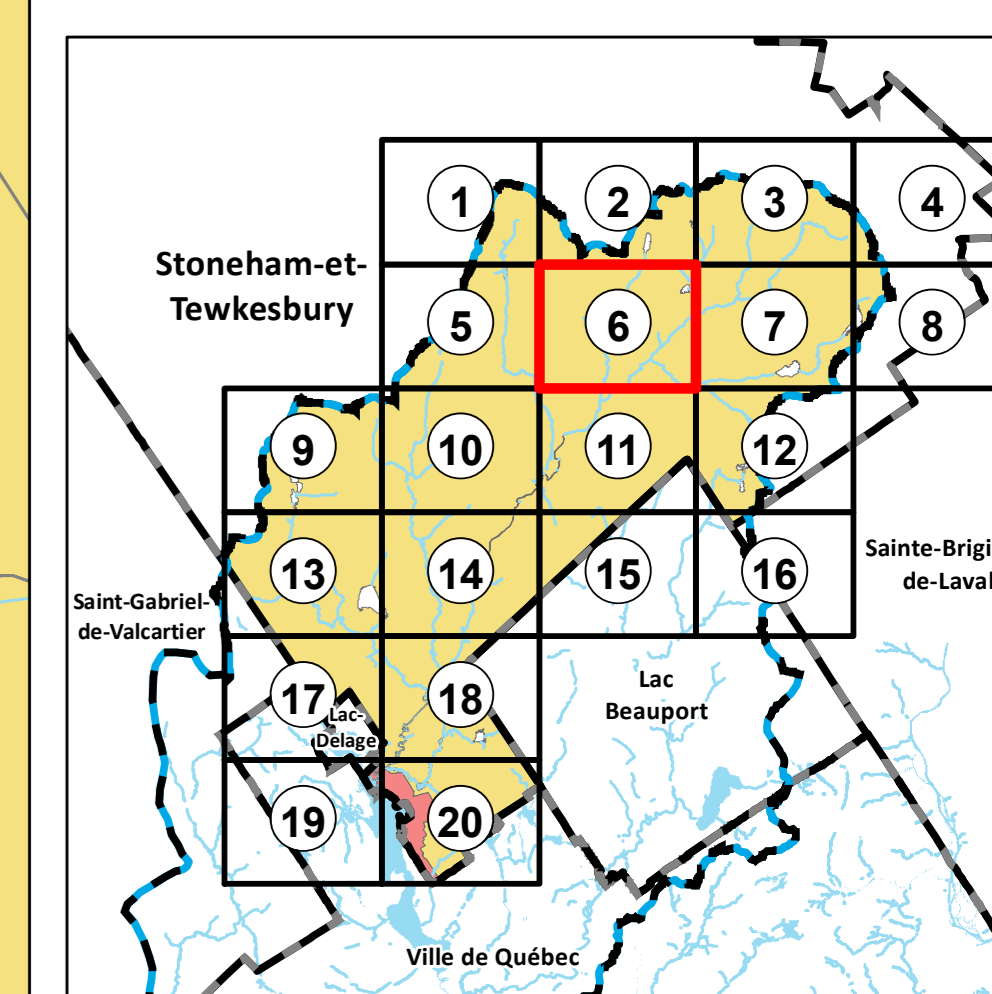 1
2
3
4
Stoneham-et-
Tewkesbury
5
6
7
8
9
10
11
12
13
14
15
16
Sainte-Brigi
de-Laval
Saint-Gabriel-
de-Valcartier
17
18
Lac-
Delage
Lac
Beauport
19
20
Ville de Québec